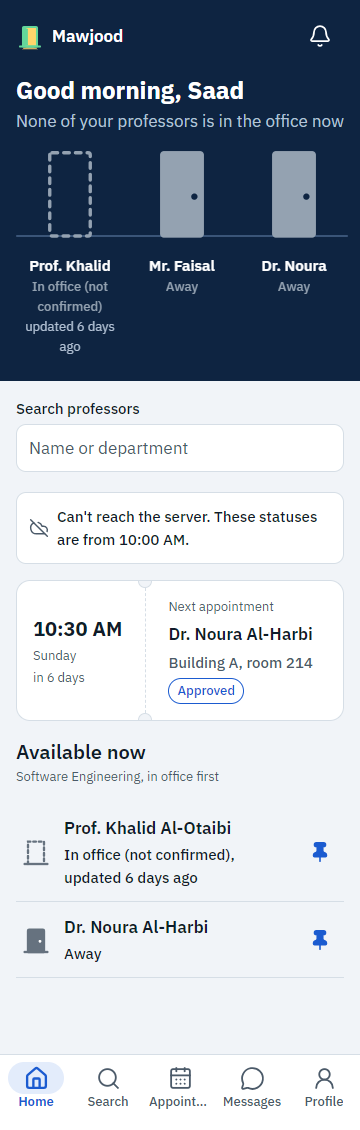 Mawjood
Good morning, Saad
None of your professors is in the office now
Prof. Khalid
In office (not
confirmed)
updated 6 days
ago
Mr. Faisal
Away
Dr. Noura
Away
Search professors
Name or department
Can't reach the server. These statuses
are from 10:00 AM.
10:30 AM
Sunday
in 6 days
Next appointment
Dr. Noura Al-Harbi
Building A, room 214
Approved
Available now
Software Engineering, in office first
Prof. Khalid Al-Otaibi
In office (not confirmed),
updated 6 days ago
Dr. Noura Al-Harbi
Away
Home
Search
Appoint...
Messages
Profile